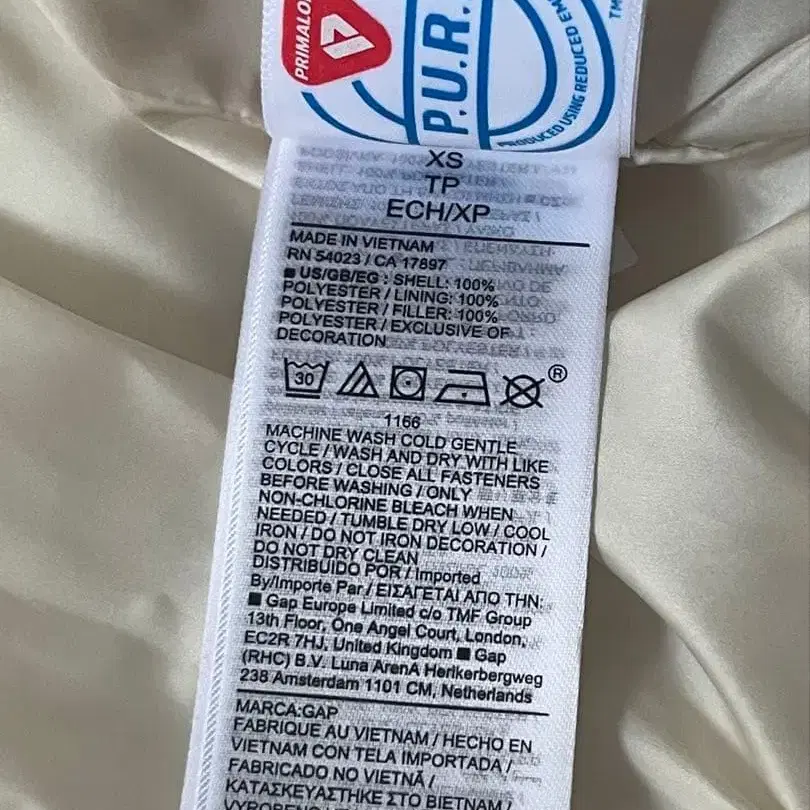 P.U.R.
PRODUCED USING REDUCED
TM
XS
TP
ECH/XP
MADE IN VIETNAM
RN 54023 / CA 17897
■ US/GB/EG : SHELL: 100%
POLYESTER / LINING: 100%
POLYESTER / FILLER: 100%
POLYESTER / EXCLUSIVE OF
DECORATION
30
®
1166
MACHINE WASH COLD GENTLE
CYCLE / WASH AND DRY WITH LIKE
COLORS / CLOSE ALL FASTENERS
BEFORE WASHING / ONLY
NON-CHLORINE BLEACH WHEN
NEEDED / TUMBLE DRY LOW / COOL
IRON / DO NOT IRON DECORATION /
DO NOT DRY CLEAN
DISTRIBUIDO POR / Imported
By/Importe Par / ΕΙΣΑΓΕΤΑΙ ΑΠΟ ΤΗΝ:
■ Gap Europe Limited c/o TMF Group
13th Floor, One Angel Court, London,
EC2R 7HJ, United Kingdom ■ Gap
(RHC) B.V. Luna ArenA Herikerbergweg
238 Amsterdam 1101 CM, Netherlands
MARCA:GAP
FABRIQUE AU VIETNAM / HECHO EN
VIETNAM CON TELA IMPORTADA /
FABRICADO NO VIETNÃ /
ΚΑΤΑΣΚΕΥΑΣΤΗΚΕ ΣΤΟ ΒΙΕΤΝΑΜ /